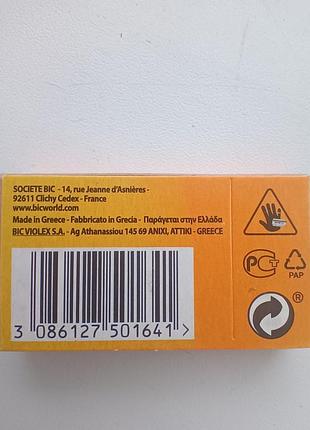 SOCIETE BIC - 14, rue Jeanne d'Asnières -
92611 Clichy Cedex - France
www.bicworld.com
Made in Greece - Fabbricato in Grecia - Παράγεται στην Ελλάδα
BIC VIOLEX S.A. - Ag Athanassiou 145 69 ANIXI, ATTIKI - GREECE
PAP
®
3 086127 501641 >